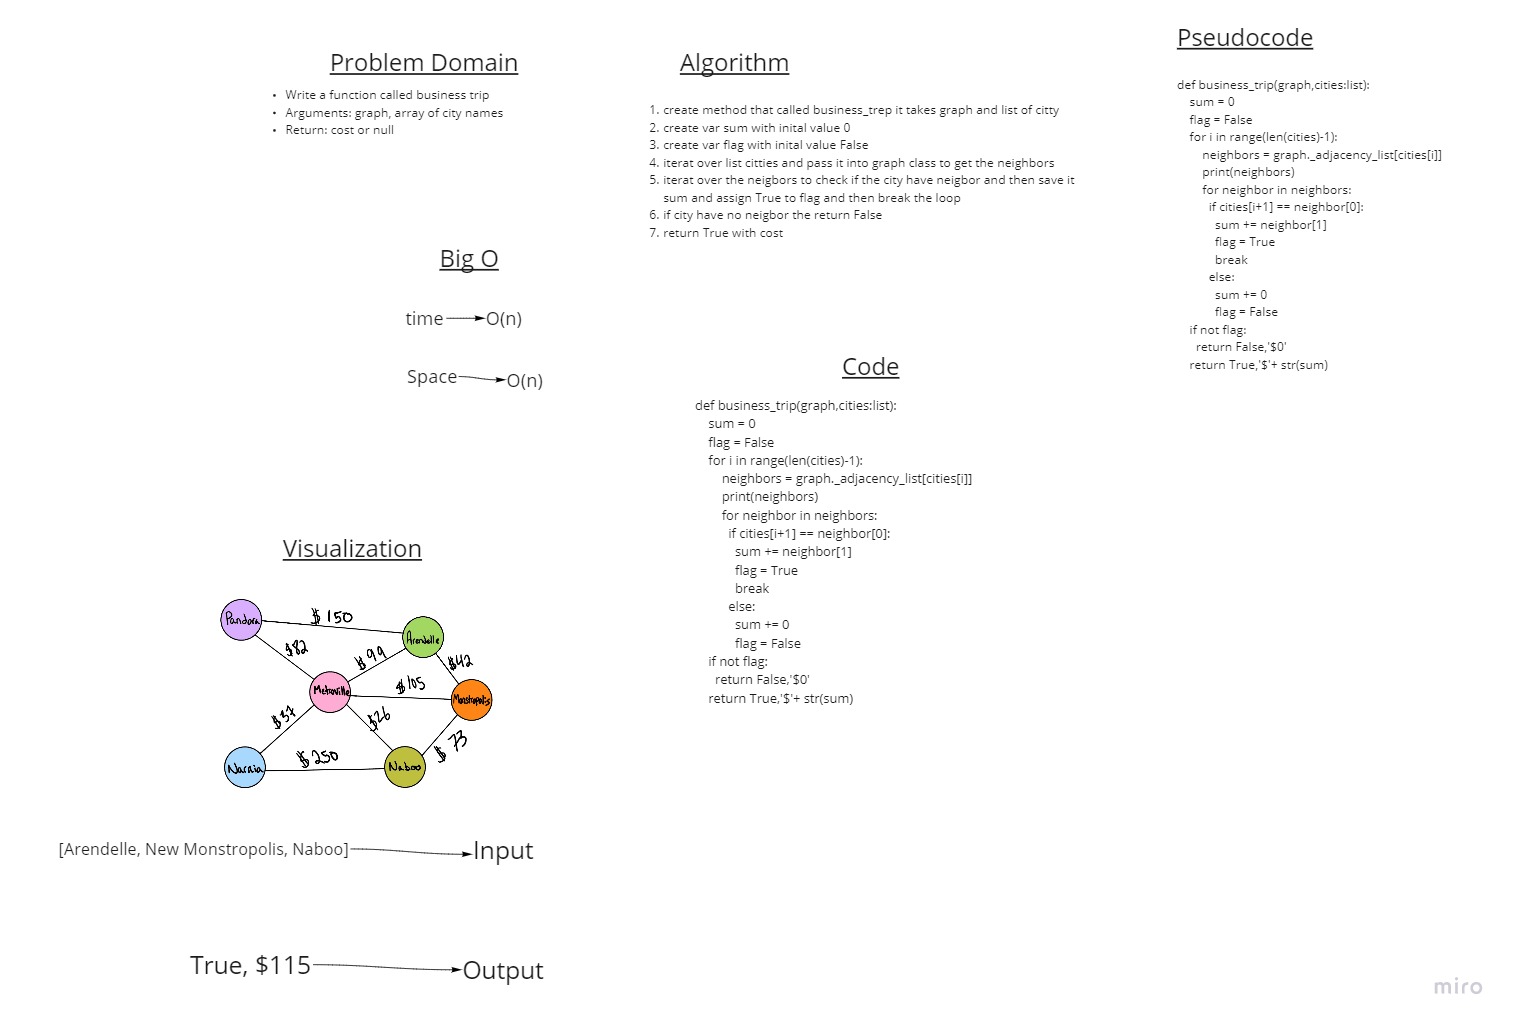 Problem Domain
• Write a function called business trip
• Arguments: graph, array of city names
• Return: cost or null
Big O
time O(n)
Space O(n)
Visualization
Pandora
$150
Arendelle
$82
$99
$42
Metroville
$105
Monstropolis
$37
$26
$73
Narnia
$250
Naboo
[Arendelle, New Monstropolis, Naboo] Input
True, $115 Output
Algorithm
1. create method that called business_trep it takes graph and list of citty
2. create var sum with inital value 0
3. create var flag with inital value False
4. iterat over list citties and pass it into graph class to get the neighbors
5. iterat over the neigbors to check if the city have neigbor and then save it
sum and assign True to flag and then break the loop
6. if city have no neigbor the return False
7. return True with cost
Code
def business_trip(graph,cities:list):
sum = 0
flag = False
for i in range(len(cities)-1):
neighbors = graph._adjacency_list[cities[i]]
print(neighbors)
for neighbor in neighbors:
if cities[i+1] == neighbor[0]:
sum += neighbor[1]
flag = True
break
else:
sum += 0
flag = False
if not flag:
return False,'$0'
return True,'$'+ str(sum)
Pseudocode
def business_trip(graph,cities:list):
sum = 0
flag = False
for i in range(len(cities)-1):
neighbors = graph._adjacency_list[cities[i]]
print(neighbors)
for neighbor in neighbors:
if cities[i+1] == neighbor[0]:
sum += neighbor[1]
flag = True
break
else:
sum += 0
flag = False
if not flag:
return False,'$0'
return True,'$'+ str(sum)
miro